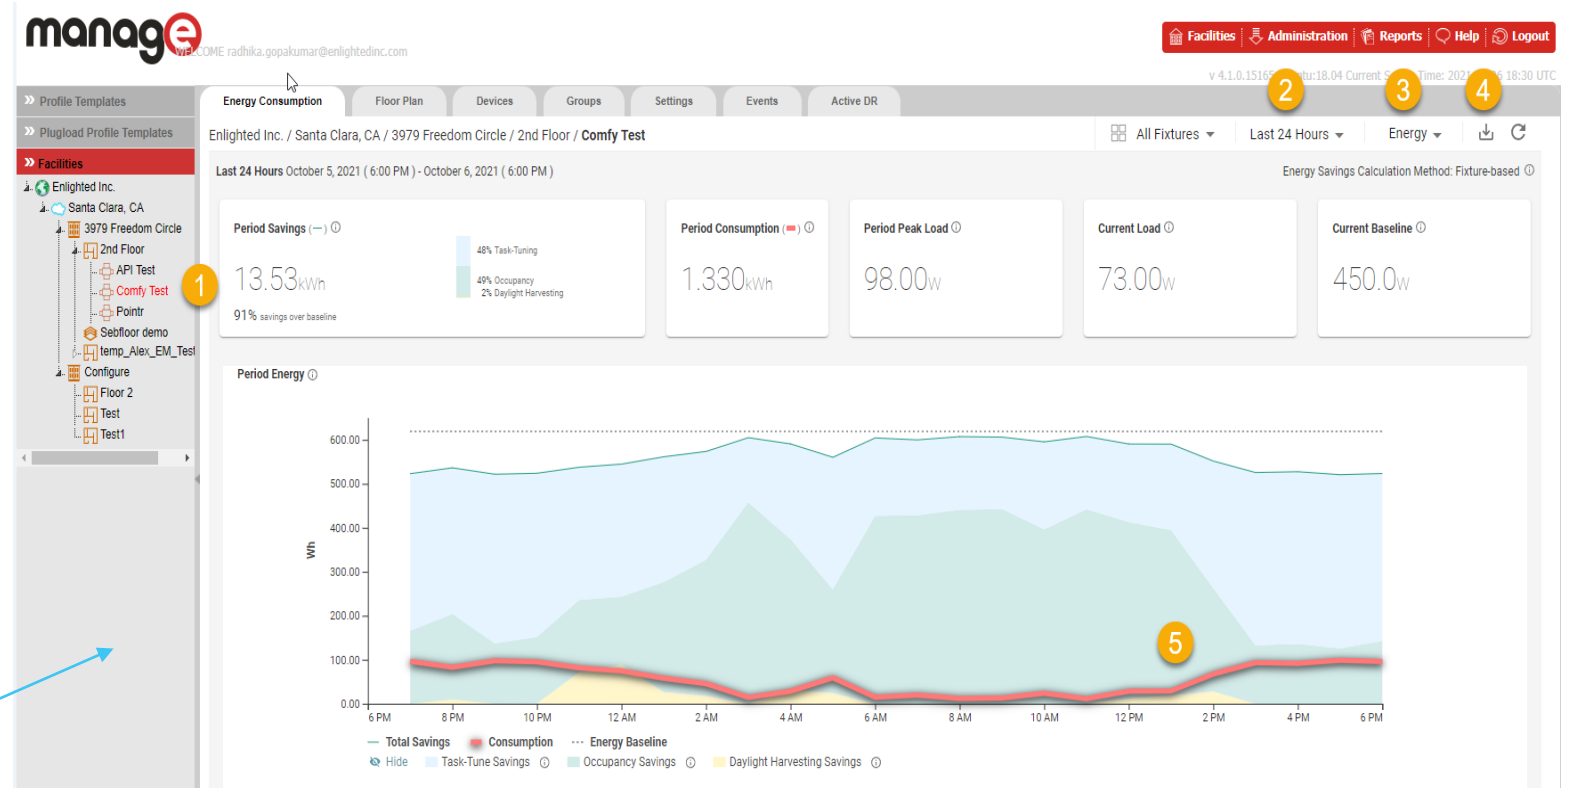 manage
COME radhika.gopakumar@enlightedinc.com
Facilities Administration Reports Help Logout
18:30 UTC
Profile Templates
Plugload Profile Templates
Facilities
Enlighted Inc.
Santa Clara, CA
3979 Freedom Circle
2nd Floor
API Test
Comfy Test
Pointr
Sebfloor demo
temp_Alex_EM_Test
Configure
Floor 2
Test
Test1
Energy Consumption Floor Plan Devices Groups Settings Events Active DR
2 3 4
Enlighted Inc. / Santa Clara, CA / 3979 Freedom Circle / 2nd Floor / Comfy Test
All Fixtures Last 24 Hours Energy
Last 24 Hours October 5, 2021 ( 6:00 PM ) - October 6, 2021 ( 6:00 PM )
Energy Savings Calculation Method: Fixture-based
1
Period Savings (—)
13.53kWh
91% savings over baseline
48% Task-Tuning
49% Occupancy
2% Daylight Harvesting
Period Consumption
1.330kWh
Period Peak Load
98.00W
Current Load
73.00W
Current Baseline
450.0W
Period Energy
Wh
600.00
500.00
400.00
300.00
200.00
100.00
0.00
5
6 PM 8 PM 10 PM 12 AM 2 AM 4 AM 6 AM 8 AM 10 AM 12 PM 2 PM 4 PM 6 PM
Total Savings Consumption Energy Baseline
Hide Task-Tune Savings Occupancy Savings Daylight Harvesting Savings